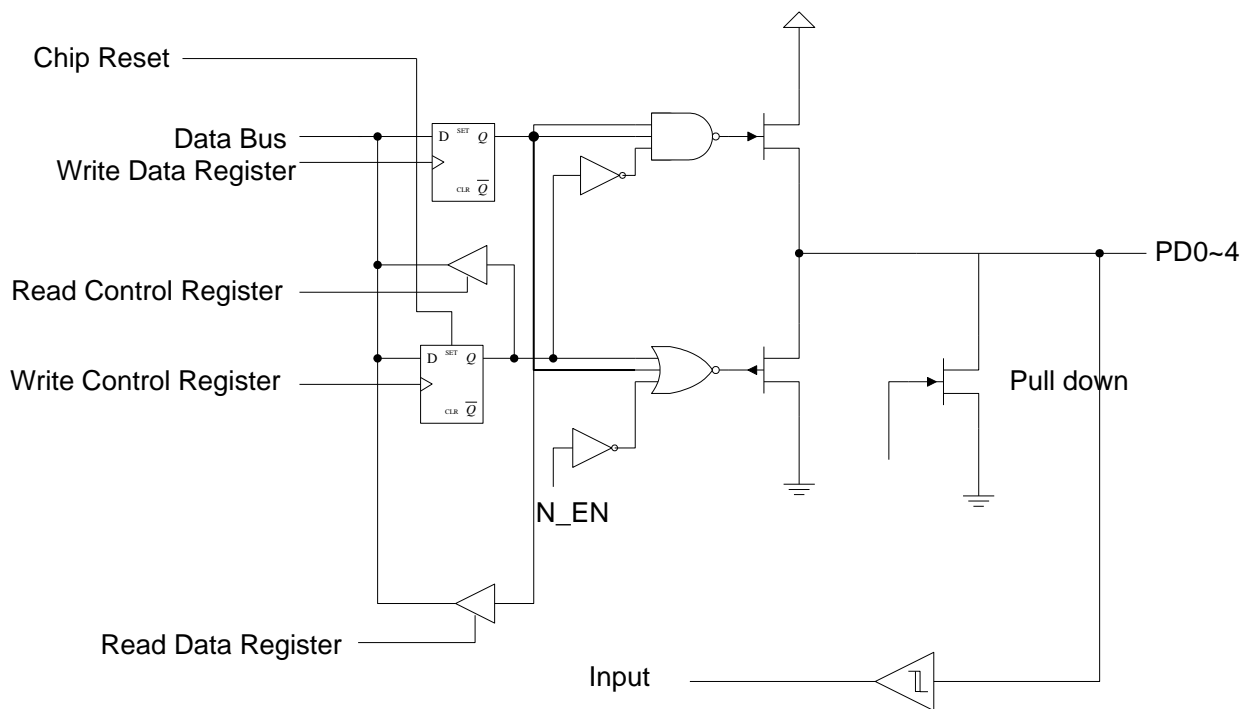 Chip Reset
Data Bus
D SET Q
Write Data Register
CLR Q
Read Control Register
PD0~4
D SET Q
Write Control Register
Pull down
CLR Q
N_EN
Read Data Register
Input